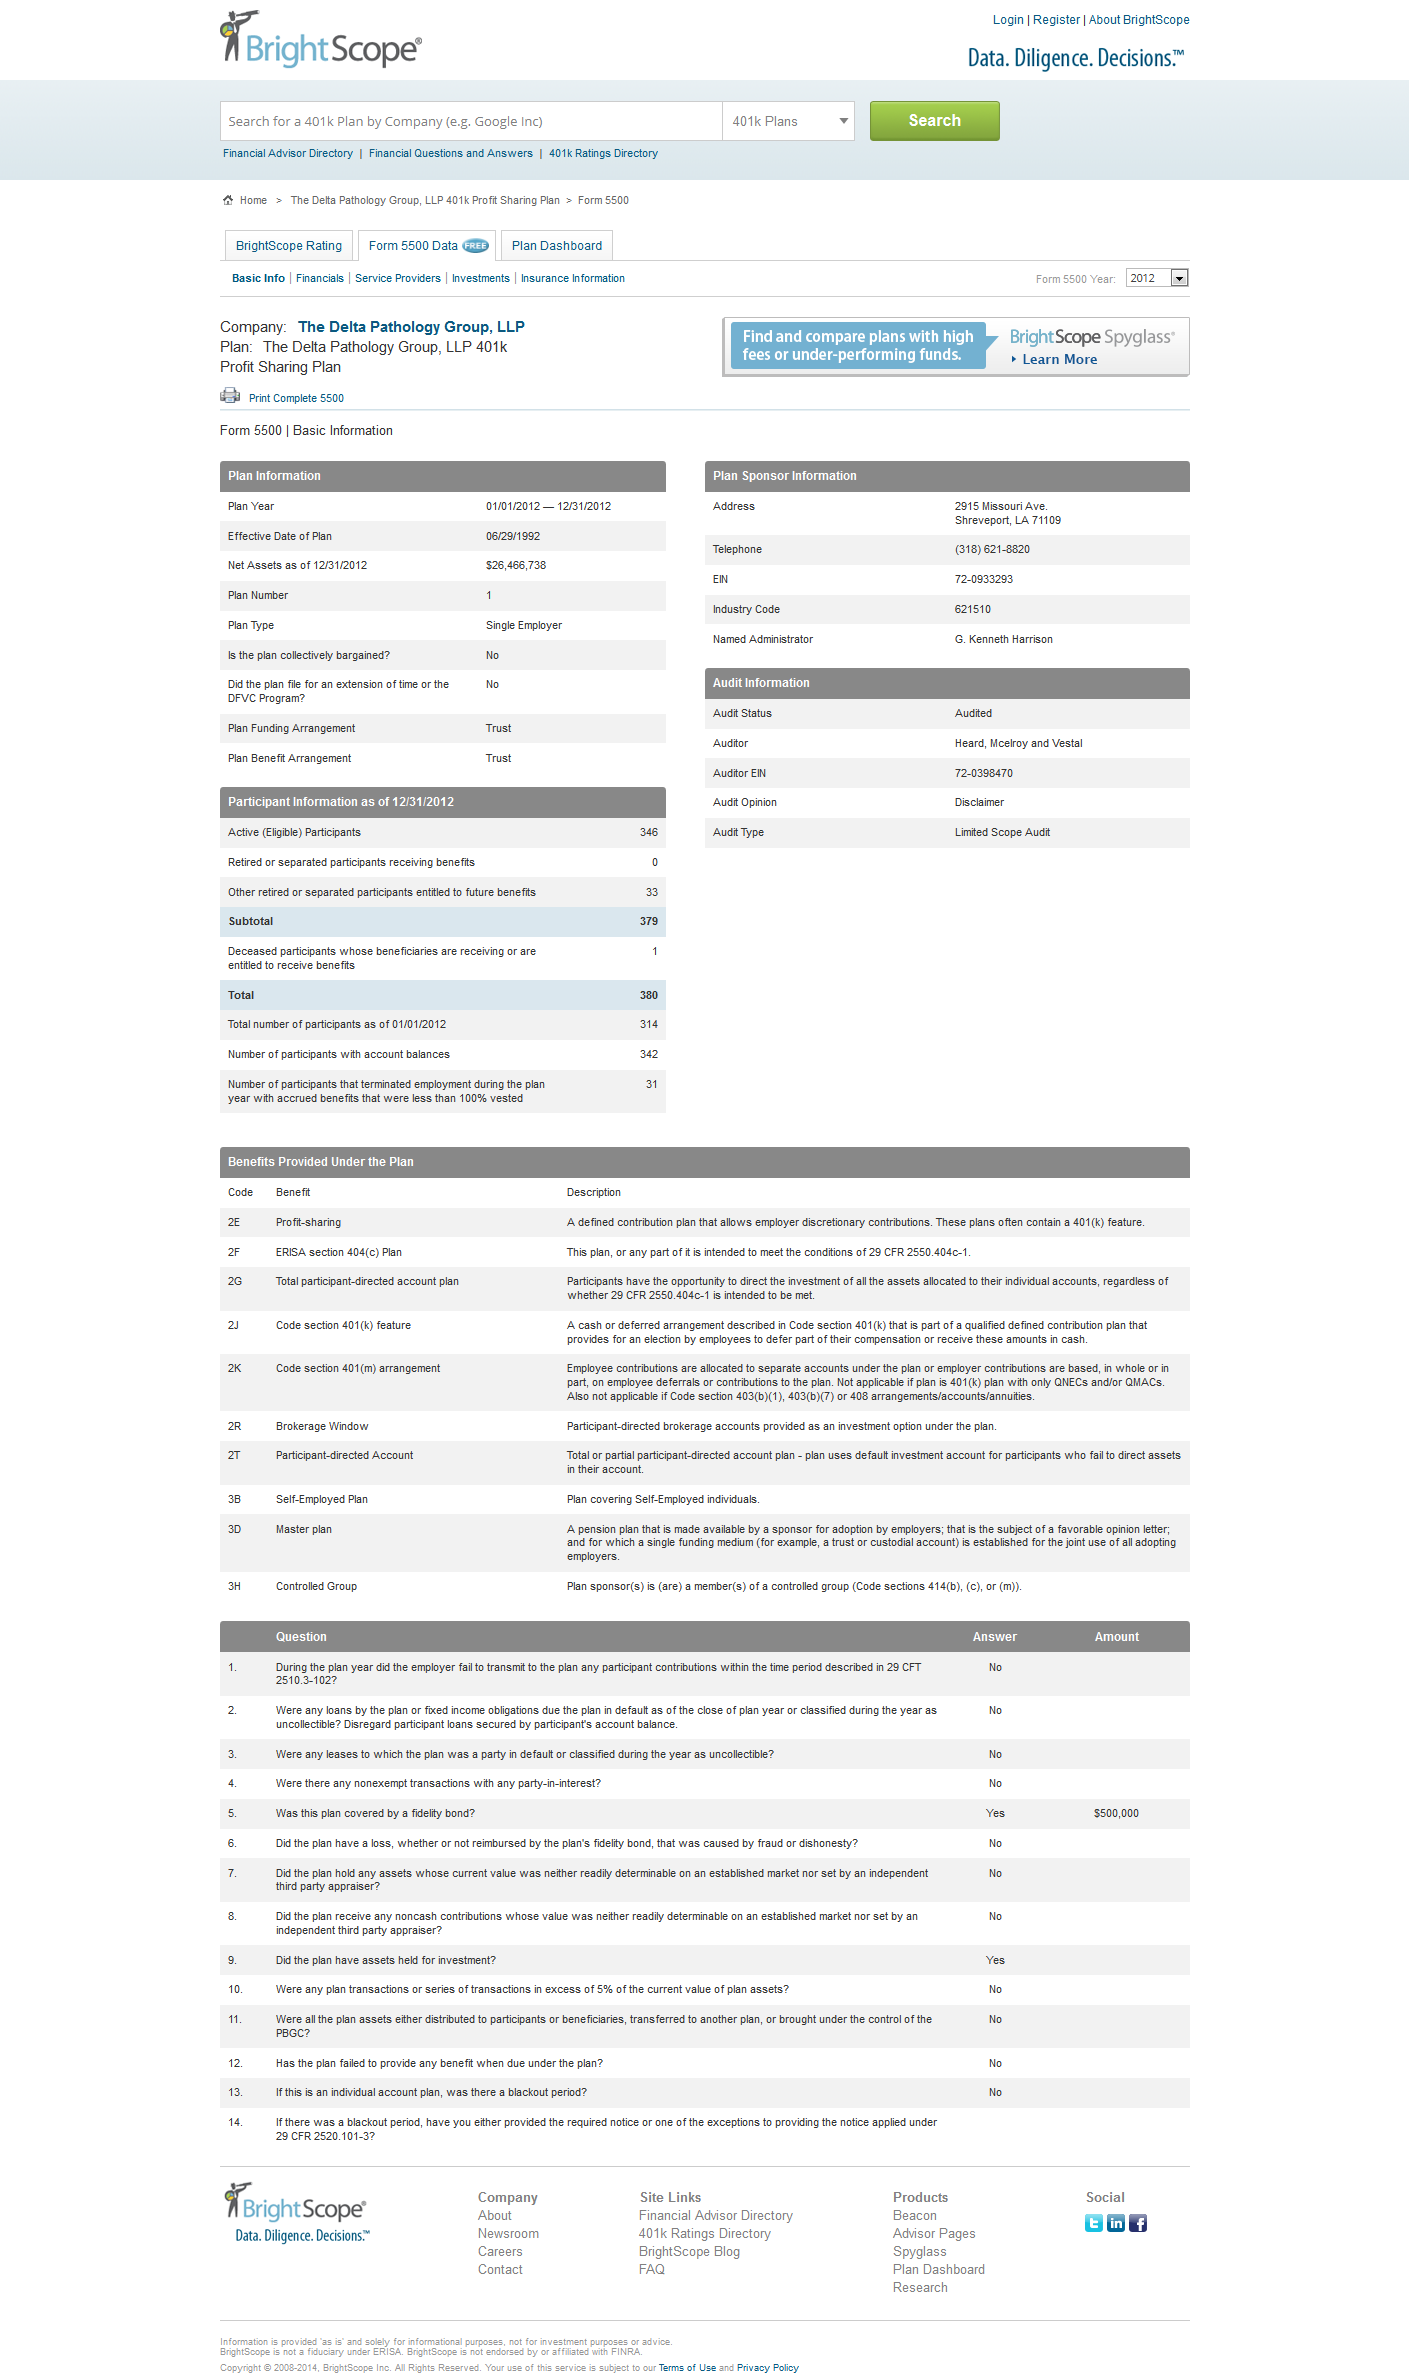 BrightScope®
Login | Register | About BrightScope
Data. Diligence. Decisions.™
Search for a 401k Plan by Company (e.g. Google Inc)
401k Plans
Search
Financial Advisor Directory | Financial Questions and Answers | 401k Ratings Directory
Home > The Delta Pathology Group, LLP 401k Profit Sharing Plan > Form 5500
BrightScope Rating
Form 5500 Data FREE
Plan Dashboard
Basic Info | Financials | Service Providers | Investments | Insurance Information
Form 5500 Year: 2012
Company: The Delta Pathology Group, LLP
Plan: The Delta Pathology Group, LLP 401k
Profit Sharing Plan
Find and compare plans with high
fees or under-performing funds.
BrightScope Spyglass®
Learn More
Print Complete 5500
Form 5500 | Basic Information
Plan Information
Plan Year 01/01/2012 — 12/31/2012
Effective Date of Plan 06/29/1992
Net Assets as of 12/31/2012 $26,466,738
Plan Number 1
Plan Type Single Employer
Is the plan collectively bargained? No
Did the plan file for an extension of time or the No
DFVC Program?
Plan Funding Arrangement Trust
Plan Benefit Arrangement Trust
Participant Information as of 12/31/2012
Active (Eligible) Participants 346
Retired or separated participants receiving benefits 0
Other retired or separated participants entitled to future benefits 33
Subtotal 379
Deceased participants whose beneficiaries are receiving or are 1
entitled to receive benefits
Total 380
Total number of participants as of 01/01/2012 314
Number of participants with account balances 342
Number of participants that terminated employment during the plan 31
year with accrued benefits that were less than 100% vested
Plan Sponsor Information
Address 2915 Missouri Ave.
Shreveport, LA 71109
Telephone (318) 621-8820
EIN 72-0933293
Industry Code 621510
Named Administrator G. Kenneth Harrison
Audit Information
Audit Status Audited
Auditor Heard, Mcelroy and Vestal
Auditor EIN 72-0398470
Audit Opinion Disclaimer
Audit Type Limited Scope Audit
Benefits Provided Under the Plan
Code Benefit Description
2E Profit-sharing A defined contribution plan that allows employer discretionary contributions. These plans often contain a 401(k) feature.
2F ERISA section 404(c) Plan This plan, or any part of it is intended to meet the conditions of 29 CFR 2550.404c-1.
2G Total participant-directed account plan Participants have the opportunity to direct the investment of all the assets allocated to their individual accounts, regardless of
whether 29 CFR 2550.404c-1 is intended to be met.
2J Code section 401(k) feature A cash or deferred arrangement described in Code section 401(k) that is part of a qualified defined contribution plan that
provides for an election by employees to defer part of their compensation or receive these amounts in cash.
2K Code section 401(m) arrangement Employee contributions are allocated to separate accounts under the plan or employer contributions are based, in whole or in
part, on employee deferrals or contributions to the plan. Not applicable if plan is 401(k) plan with only QNECs and/or QMACs.
Also not applicable if Code section 403(b)(1), 403(b)(7) or 408 arrangements/accounts/annuities.
2R Brokerage Window Participant-directed brokerage accounts provided as an investment option under the plan.
2T Participant-directed Account Total or partial participant-directed account plan - plan uses default investment account for participants who fail to direct assets
in their account.
3B Self-Employed Plan Plan covering Self-Employed individuals.
3D Master plan A pension plan that is made available by a sponsor for adoption by employers; that is the subject of a favorable opinion letter;
and for which a single funding medium (for example, a trust or custodial account) is established for the joint use of all adopting
employers.
3H Controlled Group Plan sponsor(s) is (are) a member(s) of a controlled group (Code sections 414(b), (c), or (m)).
Question Answer Amount
1. During the plan year did the employer fail to transmit to the plan any participant contributions within the time period described in 29 CFT No
2510.3-102?
2. Were any loans by the plan or fixed income obligations due the plan in default as of the close of plan year or classified during the year as No
uncollectible? Disregard participant loans secured by participant's account balance.
3. Were any leases to which the plan was a party in default or classified during the year as uncollectible? No
4. Were there any nonexempt transactions with any party-in-interest? No
5. Was this plan covered by a fidelity bond? Yes $500,000
6. Did the plan have a loss, whether or not reimbursed by the plan's fidelity bond, that was caused by fraud or dishonesty? No
7. Did the plan hold any assets whose current value was neither readily determinable on an established market nor set by an independent No
third party appraiser?
8. Did the plan receive any noncash contributions whose value was neither readily determinable on an established market nor set by an No
independent third party appraiser?
9. Did the plan have assets held for investment? Yes
10. Were any plan transactions or series of transactions in excess of 5% of the current value of plan assets? No
11. Were all the plan assets either distributed to participants or beneficiaries, transferred to another plan, or brought under the control of the No
PBGC?
12. Has the plan failed to provide any benefit when due under the plan? No
13. If this is an individual account plan, was there a blackout period? No
14. If there was a blackout period, have you either provided the required notice or one of the exceptions to providing the notice applied under
29 CFR 2520.101-3?
BrightScope®
Data. Diligence. Decisions.™
Company
About
Newsroom
Careers
Contact
Site Links
Financial Advisor Directory
401k Ratings Directory
BrightScope Blog
FAQ
Products
Beacon
Advisor Pages
Spyglass
Plan Dashboard
Research
Social
Information is provided 'as is' and solely for informational purposes, not for investment purposes or advice.
BrightScope is not a fiduciary under ERISA. BrightScope is not endorsed by or affiliated with FINRA.
Copyright © 2008-2014, BrightScope Inc. All Rights Reserved. Your use of this service is subject to our Terms of Use and Privacy Policy